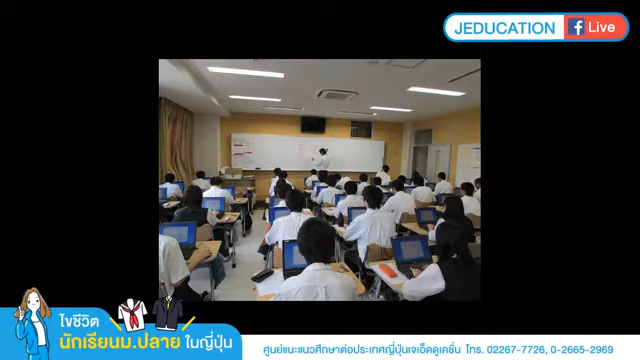 JEDUCATION f Live
ไขชีวิต
นักเรียนม.ปลาย ในญี่ปุ่น
ศูนย์แนะแนวศึกษาต่อประเทศญี่ปุ่นเจเอ็ดดูเคชั่น โทร. 02267-7726, 0-2665-2969